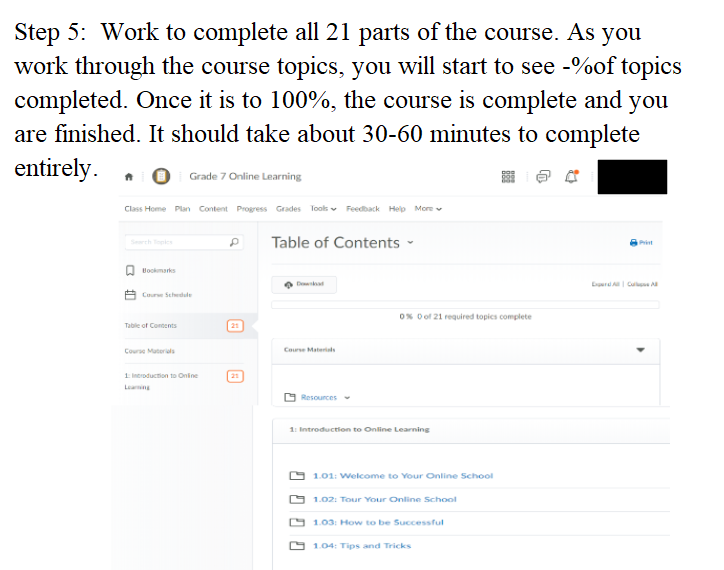 Step 5:  Work to complete all 21 parts of the course. As you
work through the course topics, you will start to see -%of topics
completed. Once it is to 100%, the course is complete and you
are finished. It should take about 30-60 minutes to complete
entirely.
Grade 7 Online Learning
Class Home Plan Content Progress Grades Tools Feedback Help More
Search Topics
Table of Contents
Print
Bookmarks
Download
Expand All | Collapse All
Course Schedule
0 % 0 of 21 required topics complete
Table of Contents 21
Course Materials
Course Materials
1: Introduction to Online
Learning
21
Resources
1: Introduction to Online Learning
1.01: Welcome to Your Online School
1.02: Tour Your Online School
1.03: How to be Successful
1.04: Tips and Tricks